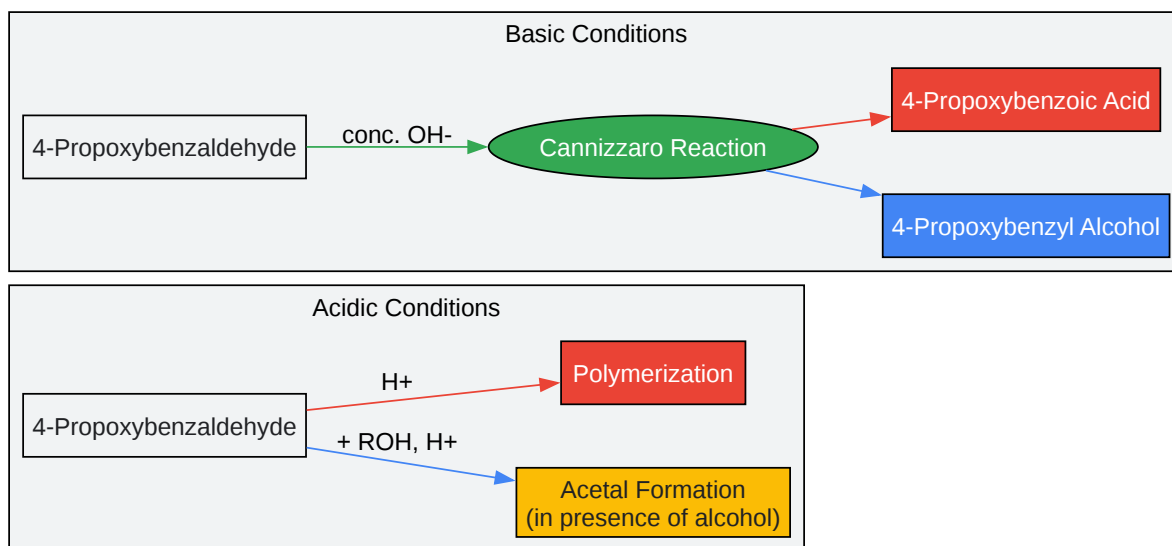 Basic Conditions
4-Propoxybenzaldehyde
conc. OH-
Cannizzaro Reaction
4-Propoxybenzoic Acid
4-Propoxybenzyl Alcohol
Acidic Conditions
4-Propoxybenzaldehyde
H+
Polymerization
+ ROH, H+
Acetal Formation
(in presence of alcohol)